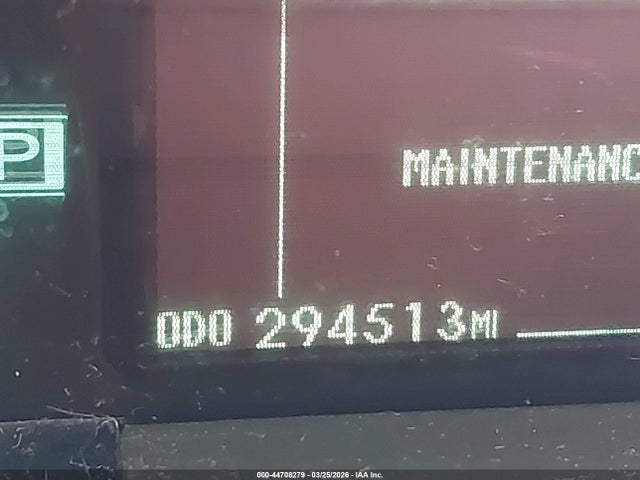 P
MAINTENANC
ODO 294513MI
000-44708279 - 03/25/2026 - IAA Inc.